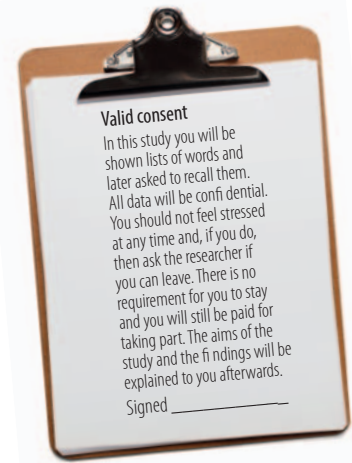 Valid consent
In this study you will be
shown lists of words and
later asked to recall them.
All data will be confi dential.
You should not feel stressed
at any time and, if you do,
then ask the researcher if
you can leave. There is no
requirement for you to stay
and you will still be paid for
taking part. The aims of the
study and the fi ndings will be
explained to you afterwards.
Signed